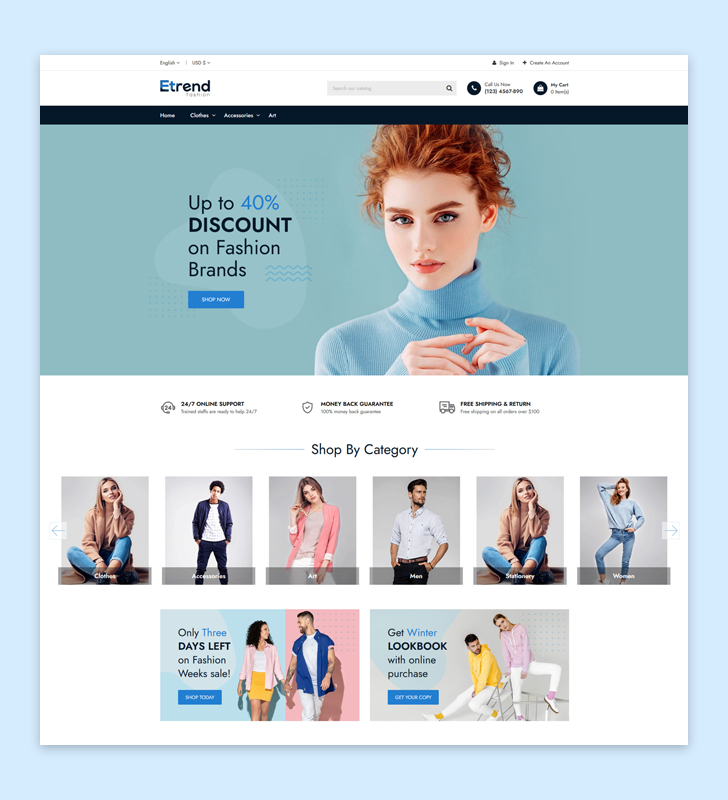 English
USD $
Sign In
Create An Account
Etrend
fashion
Search our catalog
Call Us Now
(123) 4567-890
My Cart
0 Item(s)
Home
Clothes
Accessories
Art
Up to 40%
DISCOUNT
on Fashion
Brands
SHOP NOW
24/7 ONLINE SUPPORT
Trained staffs are ready to help 24/7
MONEY BACK GUARANTEE
100% money back guarantee
FREE SHIPPING & RETURN
Free shipping on all orders over $100
Shop By Category
Clothes
Accessories
Art
Men
Stationery
Women
Only Three
DAYS LEFT
on Fashion
Weeks sale!
SHOP TODAY
Get Winter
LOOKBOOK
with online
purchase
GET YOUR COPY